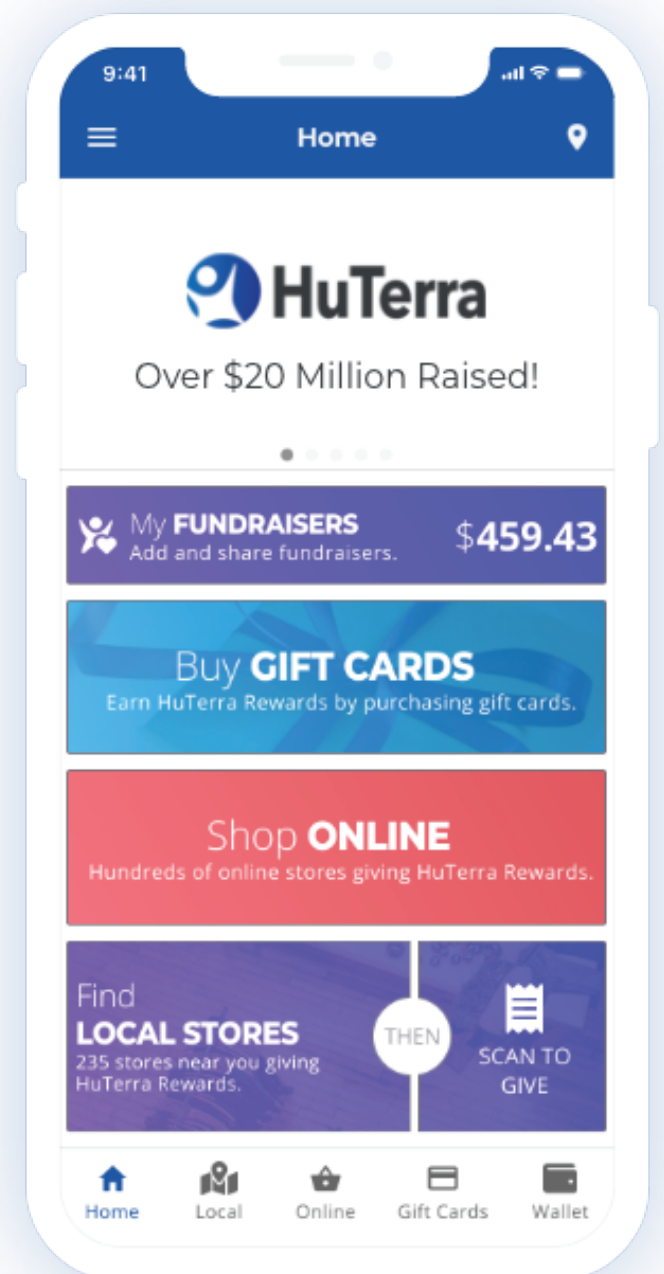 9:41
Home
HuTerra
Over $20 Million Raised!
My FUNDRAISERS
Add and share fundraisers.
$459.43
Buy GIFT CARDS
Earn HuTerra Rewards by purchasing gift cards.
Shop ONLINE
Hundreds of online stores giving HuTerra Rewards.
Find
LOCAL STORES
235 stores near you giving
HuTerra Rewards.
THEN
SCAN TO
GIVE
Home Local Online Gift Cards Wallet